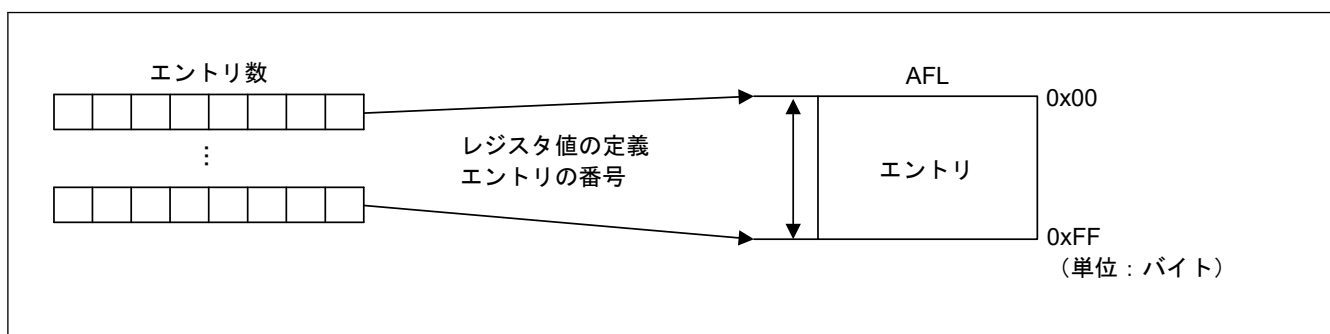 エントリ数
⋮
レジスタ値の定義
エントリの番号
AFL
0x00
エントリ
0xFF
（単位：バイト）